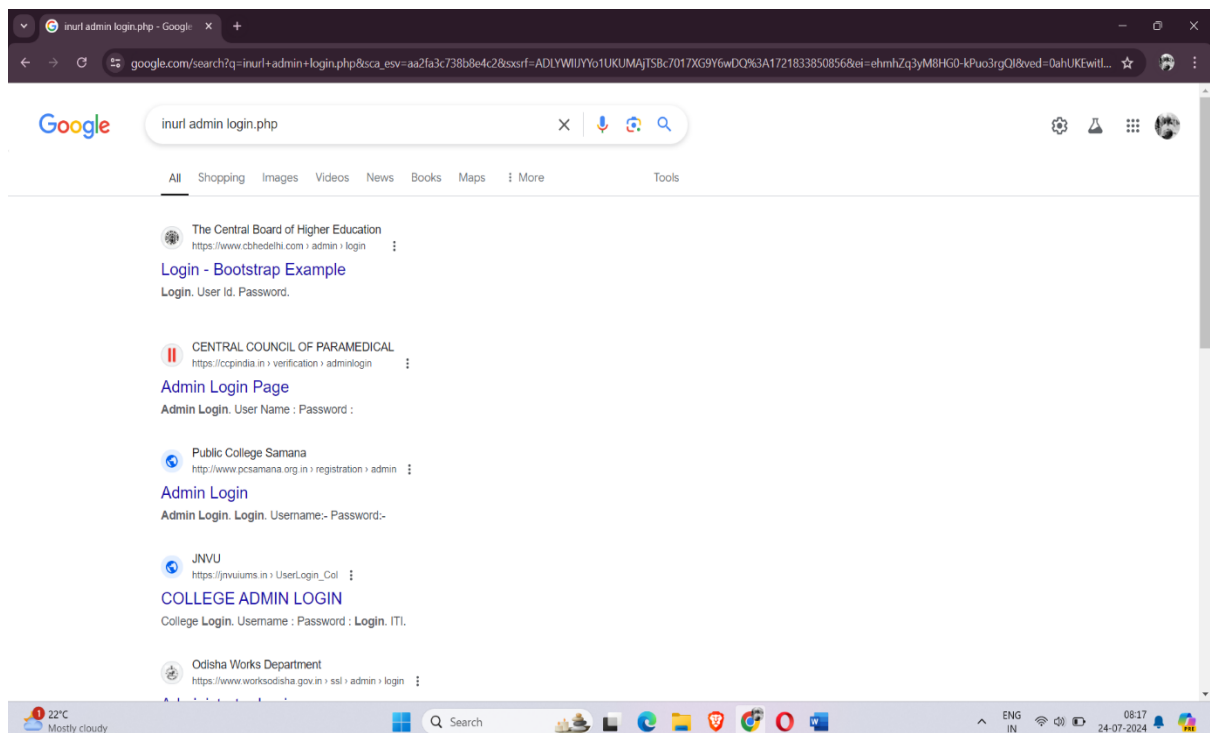 inurl admin login.php - Google
google.com/search?q=inurl+admin+login.php&sca_esv=aa2fa3c738b8e4c2&sxsrf=ADLYWIIJYYo1UKUMAjTSBc7017XG9Y6wDQ%3A1721833850856&ei=ehmhZq3yM8HG0-kPuo3rgQI&ved=0ahUKEwitl...
Google
inurl admin login.php
All Shopping Images Videos News Books Maps More Tools
The Central Board of Higher Education
https://www.cbhedelhi.com › admin › login
Login - Bootstrap Example
Login. User Id. Password.
CENTRAL COUNCIL OF PARAMEDICAL
https://ccpindia.in › verification › adminlogin
Admin Login Page
Admin Login. User Name : Password :
Public College Samana
http://www.pcsamana.org.in › registration › admin
Admin Login
Admin Login. Login. Username:- Password:-
JNVU
https://jnvuiums.in › UserLogin_Col
COLLEGE ADMIN LOGIN
College Login. Username : Password : Login. ITI.
Odisha Works Department
https://www.worksodisha.gov.in › ssl › admin › login
1
22°C
Mostly cloudy
Search
ENG
IN
08:17
24-07-2024
PRE